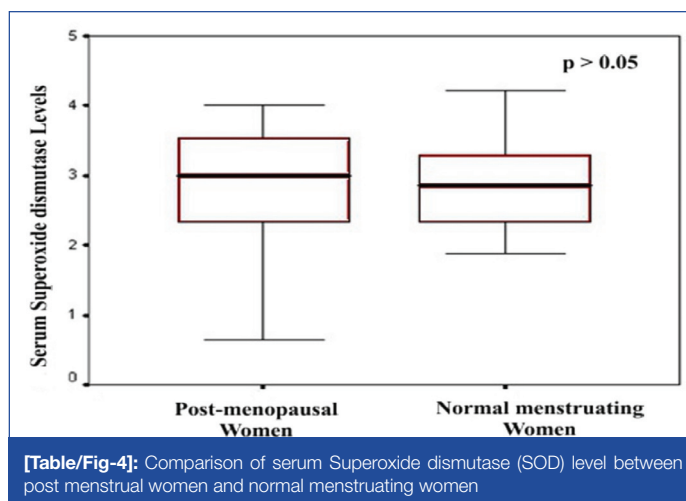 5
p > 0.05
4
3
2
1
0
Serum Superoxide dismutase Levels
Post-menopausal
Women
Normal menstruating
Women
[Table/Fig-4]: Comparison of serum Superoxide dismutase (SOD) level between
post menstrual women and normal menstruating women